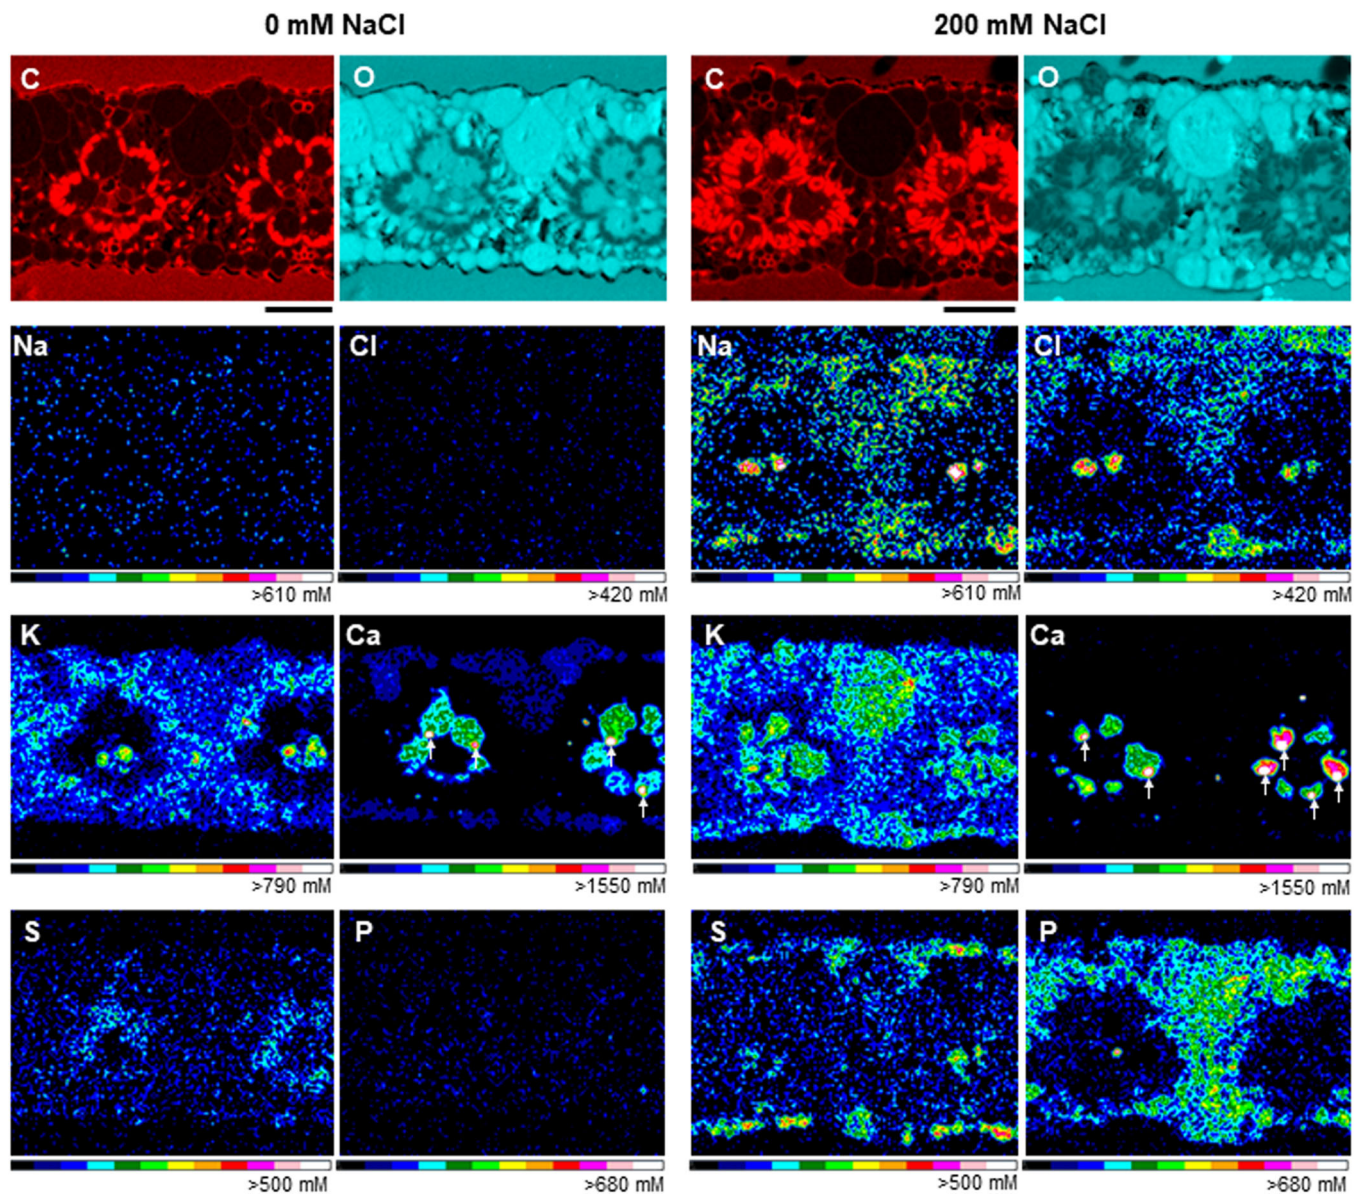 0 mM NaCl 200 mM NaCl
C O C O
Na Cl Na Cl
>610 mM >420 mM >610 mM >420 mM
K Ca K Ca
>790 mM >1550 mM >790 mM >1550 mM
S P S P
>500 mM >680 mM >500 mM >680 mM